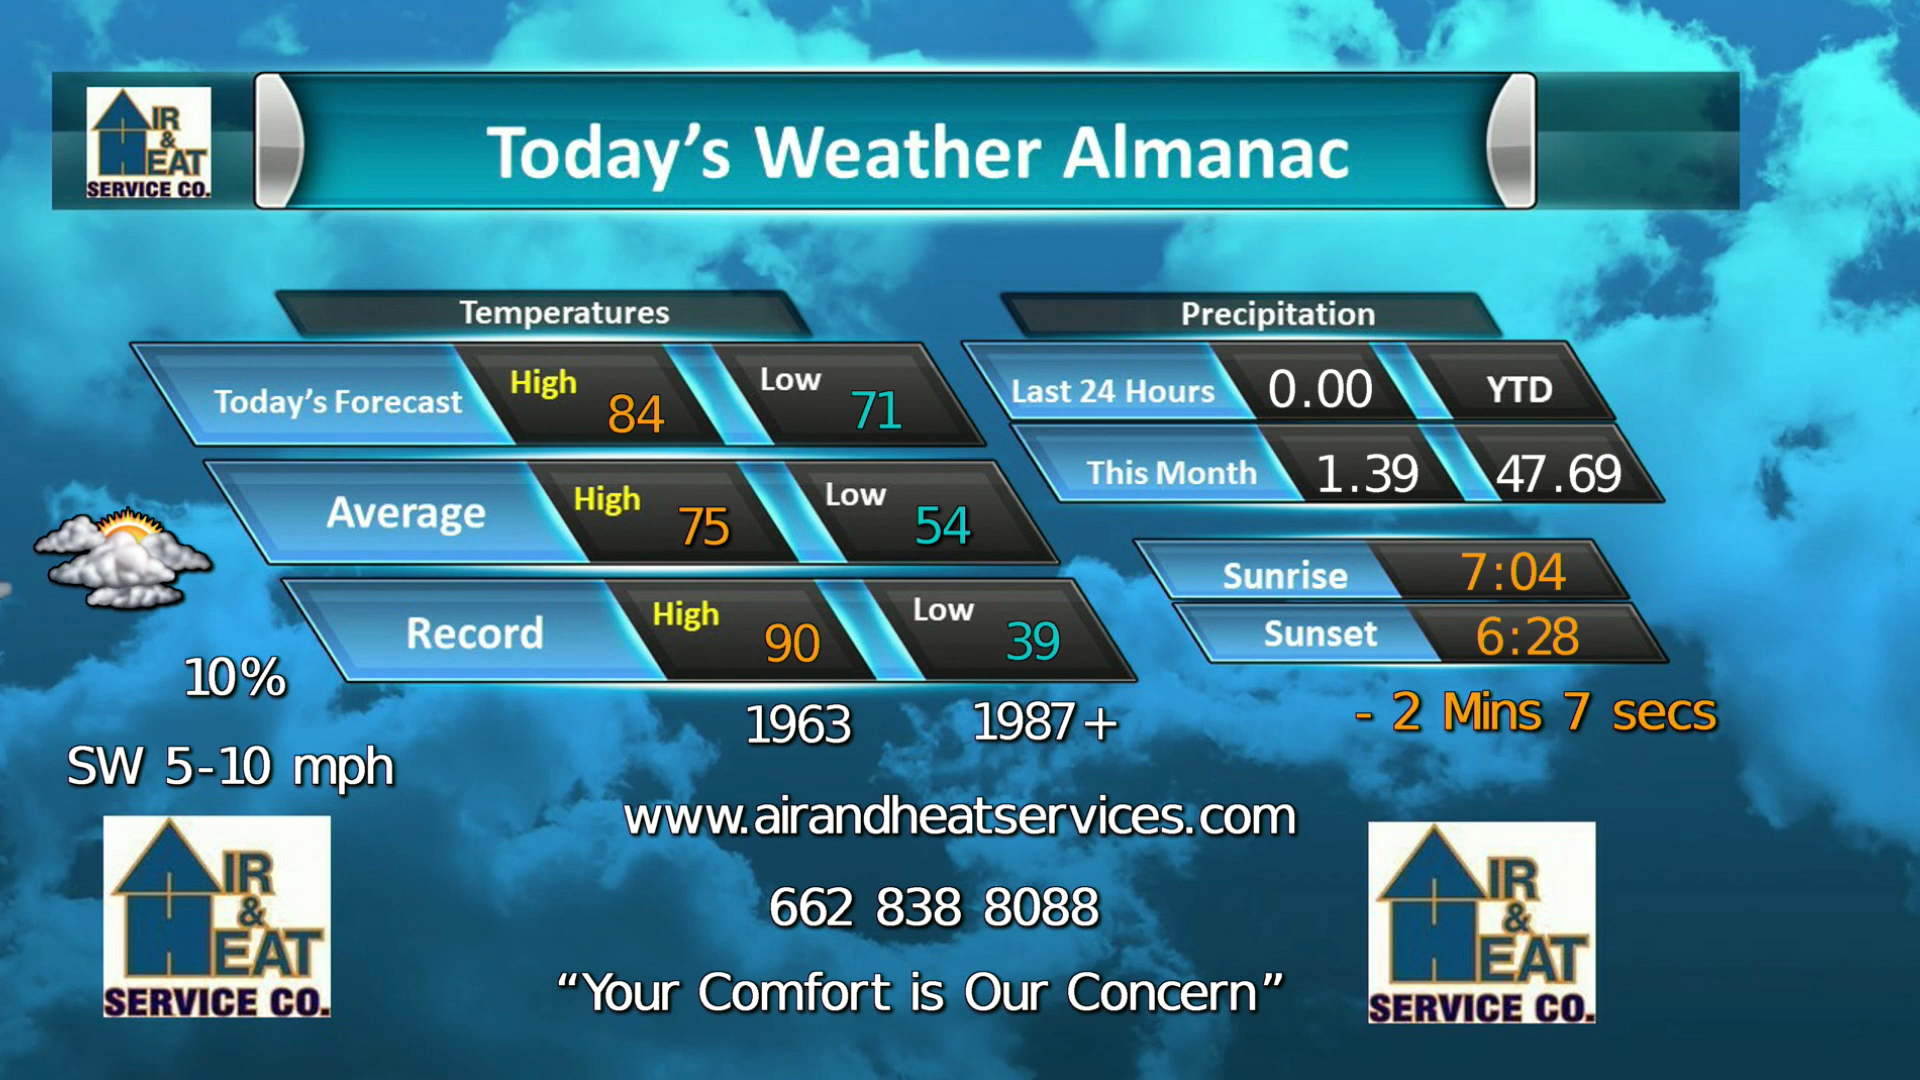 AIR
&
HEAT
SERVICE CO.
Today's Weather Almanac
Temperatures
Today's Forecast High 84 Low 71
Average High 75 Low 54
Record High 90 Low 39
1963 1987+
Precipitation
Last 24 Hours 0.00 YTD
This Month 1.39 47.69
Sunrise 7:04
Sunset 6:28
- 2 Mins 7 secs
10%
SW 5-10 mph
www.airandheatservices.com
662 838 8088
“Your Comfort is Our Concern”
AIR
&
HEAT
SERVICE CO.
AIR
&
HEAT
SERVICE CO.